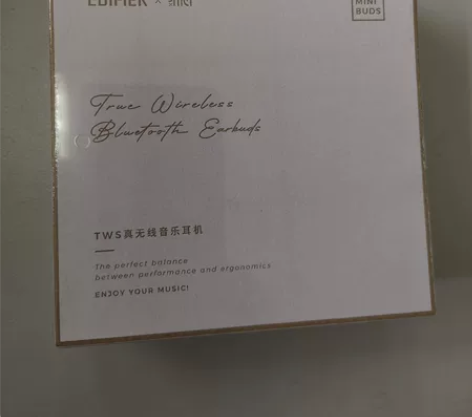 EDIFIER ×
MINI
BUDS
True Wireless
Bluetooth Earbuds
TWS真无线音乐耳机
The perfect balance
between performance and ergonomics
ENJOY YOUR MUSIC!